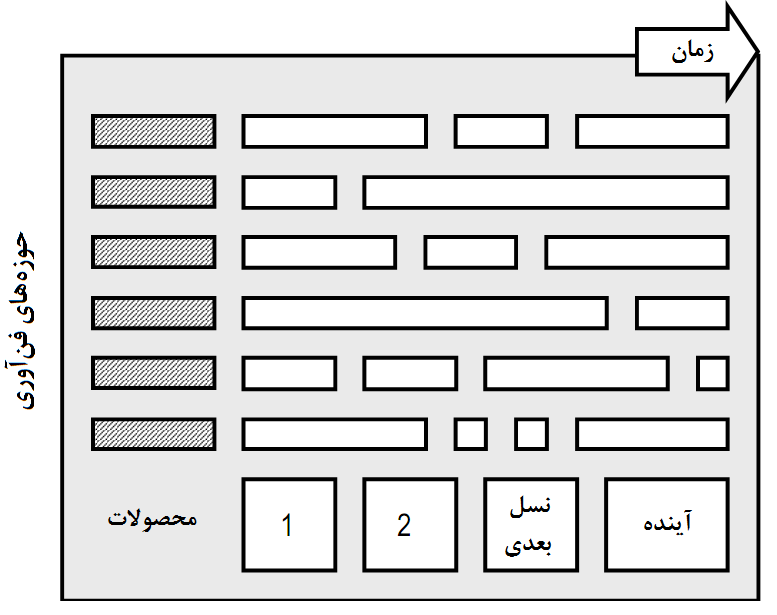 زمان
حوزه‌های فن‌آوری
محصولات
1
2
نسل
بعدی
آینده